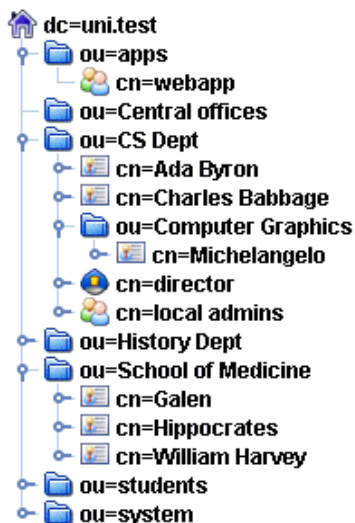 dc=uni.test
ou=apps
cn=webapp
ou=Central offices
ou=CS Dept
cn=Ada Byron
cn=Charles Babbage
ou=Computer Graphics
cn=Michelangelo
cn=director
cn=local admins
ou=History Dept
ou=School of Medicine
cn=Galen
cn=Hippocrates
cn=William Harvey
ou=students
ou=system